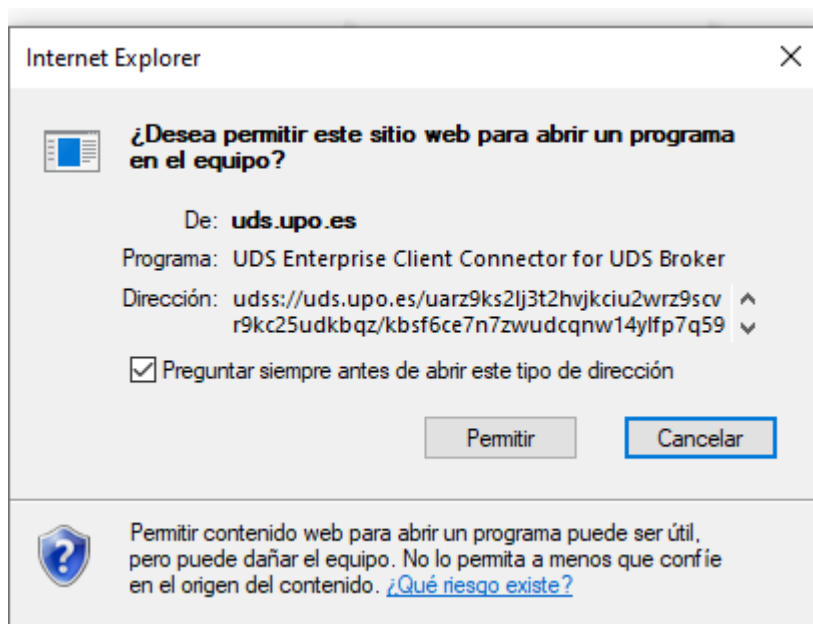 Internet Explorer
¿Desea permitir este sitio web para abrir un programa
en el equipo?
De: uds.upo.es
Programa: UDS Enterprise Client Connector for UDS Broker
Dirección: udss://uds.upo.es/uarz9ks2lj3t2hvjkciu2wrz9scv
r9kc25udkbqz/kbsf6ce7n7zwudcqnw14ylfp7q59
Preguntar siempre antes de abrir este tipo de dirección
Permitir Cancelar
Permitir contenido web para abrir un programa puede ser útil,
pero puede dañar el equipo. No lo permita a menos que confíe
en el origen del contenido. ¿Qué riesgo existe?